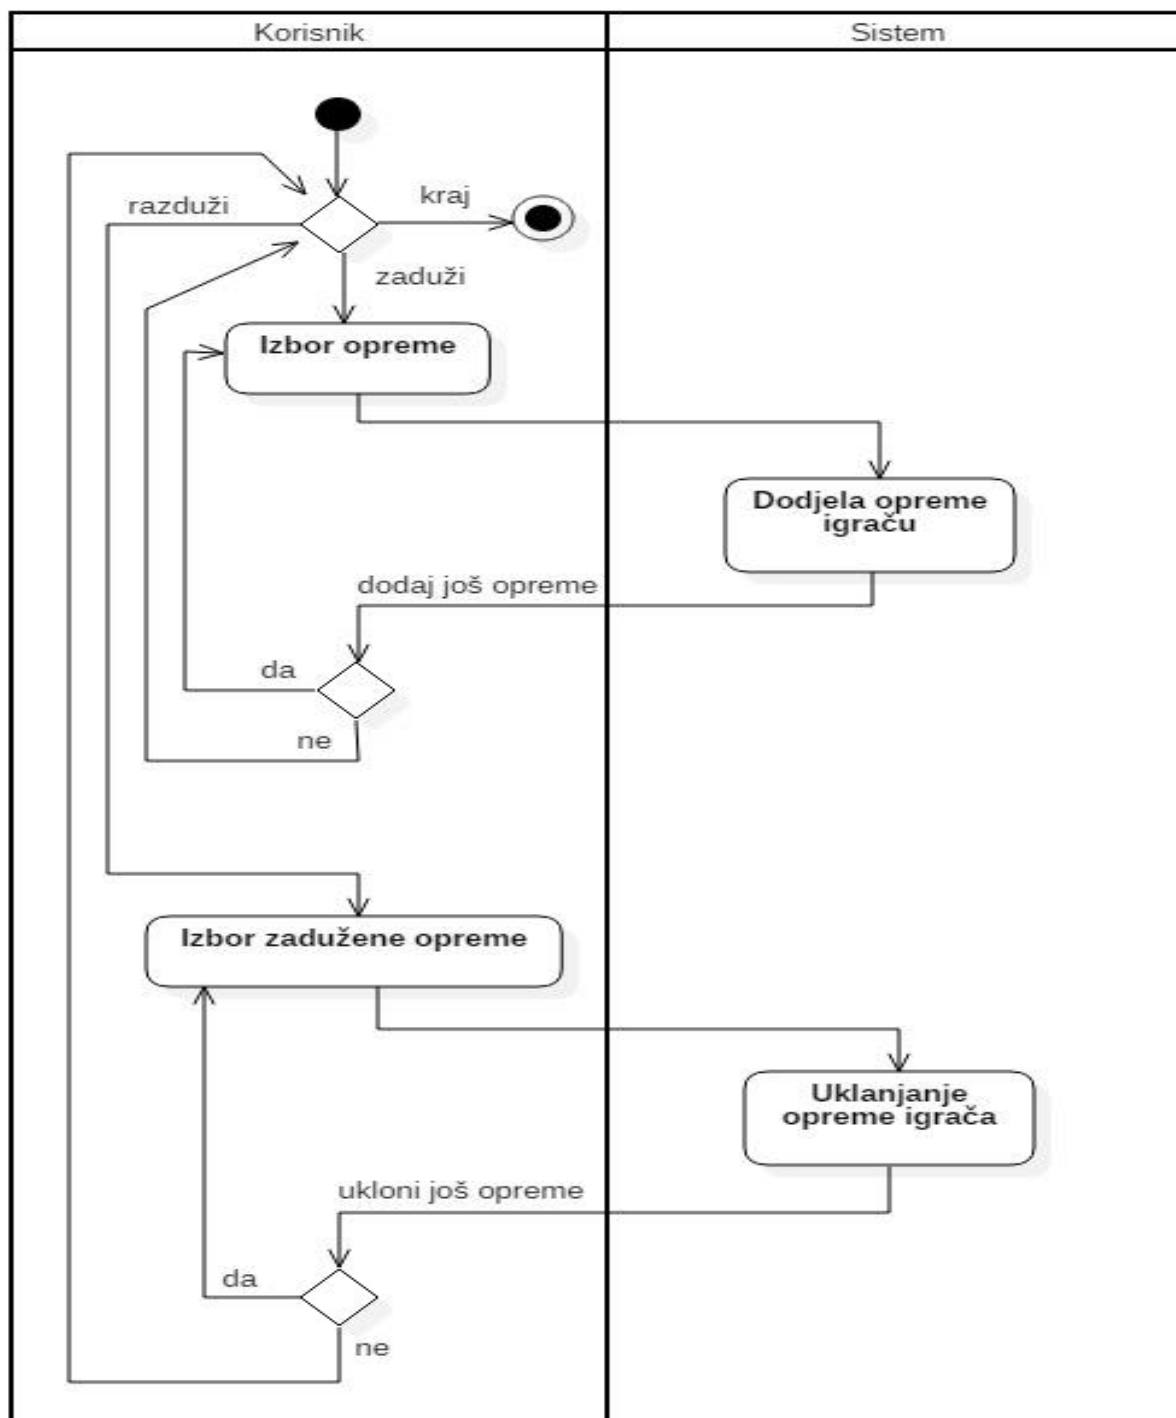 Korisnik
Sistem
razduži
kraj
zaduži
Izbor opreme
Dodjela opreme
igraču
dodaj još opreme
da
ne
Izbor zadužene opreme
Uklanjanje
opreme igrača
ukloni još opreme
da
ne